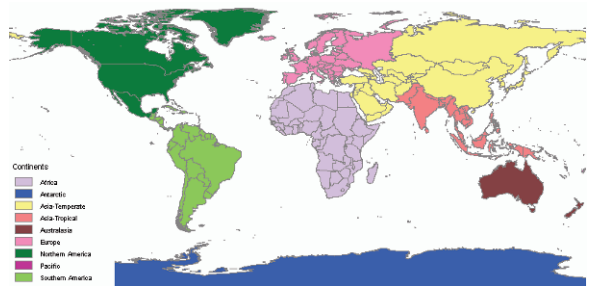 Continents
Africa
Antarctic
Asia-Temperate
Asia-Tropical
Australasia
Europe
Northern America
Pacific
Southern America